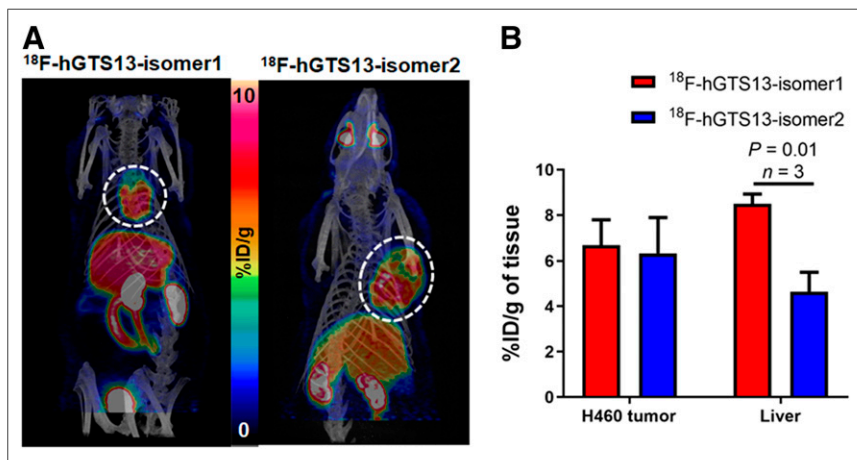 A
¹⁸F-hGTS13-isomer1
¹⁸F-hGTS13-isomer2
10
%ID/g
0
B
¹⁸F-hGTS13-isomer1
¹⁸F-hGTS13-isomer2
P = 0.01
n = 3
10
8
6
4
2
0
%ID/g of tissue
H460 tumor
Liver